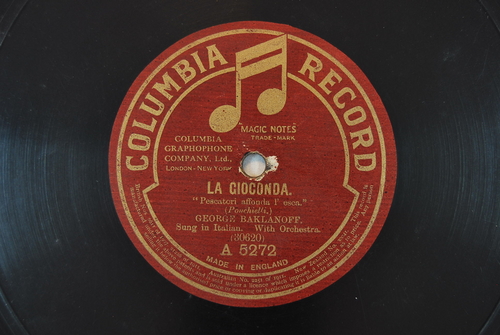 COLUMBIA RECORD
MAGIC NOTES
TRADE-MARK
COLUMBIA
GRAPHOPHONE
COMPANY, Ltd.,
LONDON-NEW YORK
LA GIOCONDA.
"Pescatori affonda l' esca."
(Ponchielli.)
GEORGE BAKLANOFF.
Sung in Italian. With Orchestra.
(30620)
A 5272
MADE IN ENGLAND